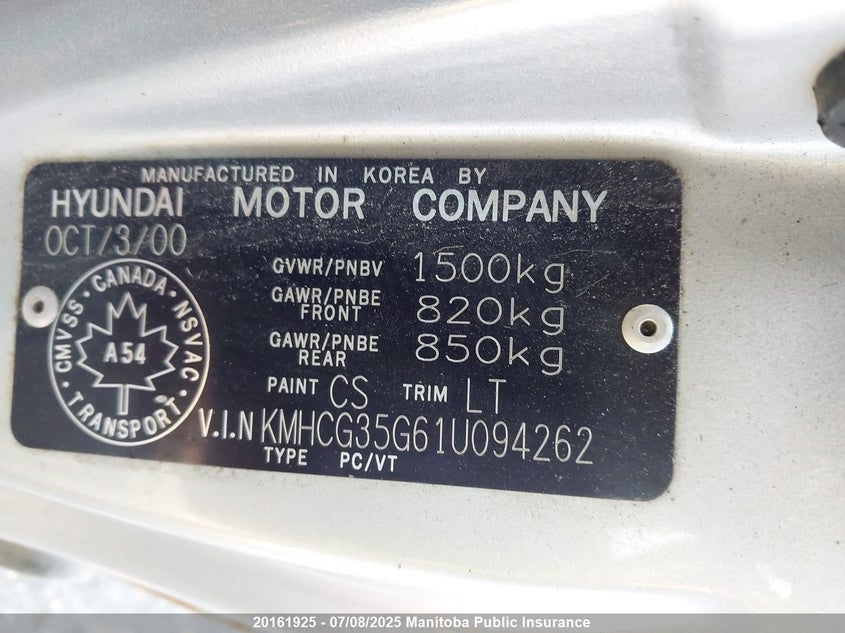 MANUFACTURED IN KOREA BY
HYUNDAI MOTOR COMPANY
OCT/3/00
GVWR/PNBV 1500kg
GAWR/PNBE FRONT 820kg
GAWR/PNBE REAR 850kg
PAINT CS TRIM LT
CMVSS · CANADA · NSVAC
A54
· TRANSPORT ·
V.I.N KMHCG35G61U094262
TYPE PC/VT
20161925 - 07/08/2025 Manitoba Public Insurance